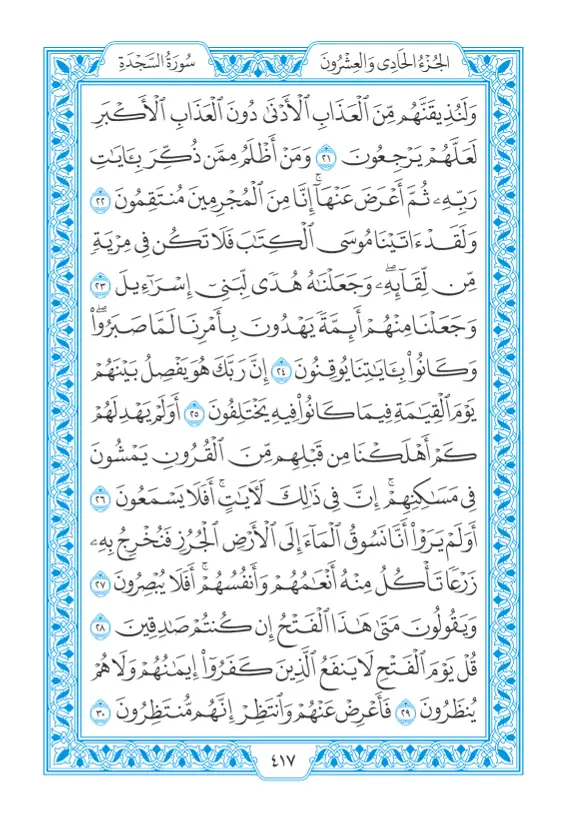 الجُزْءُ الحَادِي وَالعِشْرُونَ
سُورَةُ السَّجْدَةِ
وَلَنُذِيقَنَّهُم مِّنَ ٱلْعَذَابِ ٱلْأَدْنَىٰ دُونَ ٱلْعَذَابِ ٱلْأَكْبَرِ
لَعَلَّهُمْ يَرْجِعُونَ ٢١ وَمَنْ أَظْلَمُ مِمَّن ذُكِّرَ بِـَٔايَٰتِ
رَبِّهِۦ ثُمَّ أَعْرَضَ عَنْهَآۚ إِنَّا مِنَ ٱلْمُجْرِمِينَ مُنتَقِمُونَ ٢٢
وَلَقَدْ ءَاتَيْنَا مُوسَى ٱلْكِتَٰبَ فَلَا تَكُن فِى مِرْيَةٍ
مِّن لِّقَآئِهِۦۖ وَجَعَلْنَٰهُ هُدًى لِّبَنِىٓ إِسْرَٰٓءِيلَ ٢٣
وَجَعَلْنَا مِنْهُمْ أَئِمَّةً يَهْدُونَ بِأَمْرِنَا لَمَّا صَبَرُواْۖ
وَكَانُواْ بِـَٔايَٰتِنَا يُوقِنُونَ ٢٤ إِنَّ رَبَّكَ هُوَ يَفْصِلُ بَيْنَهُمْ
يَوْمَ ٱلْقِيَٰمَةِ فِيمَا كَانُواْ فِيهِ يَخْتَلِفُونَ ٢٥ أَوَلَمْ يَهْدِ لَهُمْ
كَمْ أَهْلَكْنَا مِن قَبْلِهِم مِّنَ ٱلْقُرُونِ يَمْشُونَ
فِى مَسَٰكِنِهِمْۚ إِنَّ فِى ذَٰلِكَ لَأٓيَٰتٍۚ أَفَلَا يَسْمَعُونَ ٢٦
أَوَلَمْ يَرَوْاْ أَنَّا نَسُوقُ ٱلْمَآءَ إِلَى ٱلْأَرْضِ ٱلْجُرُزِ فَنُخْرِجُ بِهِۦ
زَرْعًا تَأْكُلُ مِنْهُ أَنْعَٰمُهُمْ وَأَنفُسُهُمْۚ أَفَلَا يُبْصِرُونَ ٢٧
وَيَقُولُونَ مَتَىٰ هَٰذَا ٱلْفَتْحُ إِن كُنتُمْ صَٰدِقِينَ ٢٨
قُلْ يَوْمَ ٱلْفَتْحِ لَا يَنفَعُ ٱلَّذِينَ كَفَرُوٓاْ إِيمَٰنُهُمْ وَلَا هُمْ
يُنظَرُونَ ٢٩ فَأَعْرِضْ عَنْهُمْ وَٱنتَظِرْ إِنَّهُم مُّنتَظِرُونَ ٣٠
٤١٧